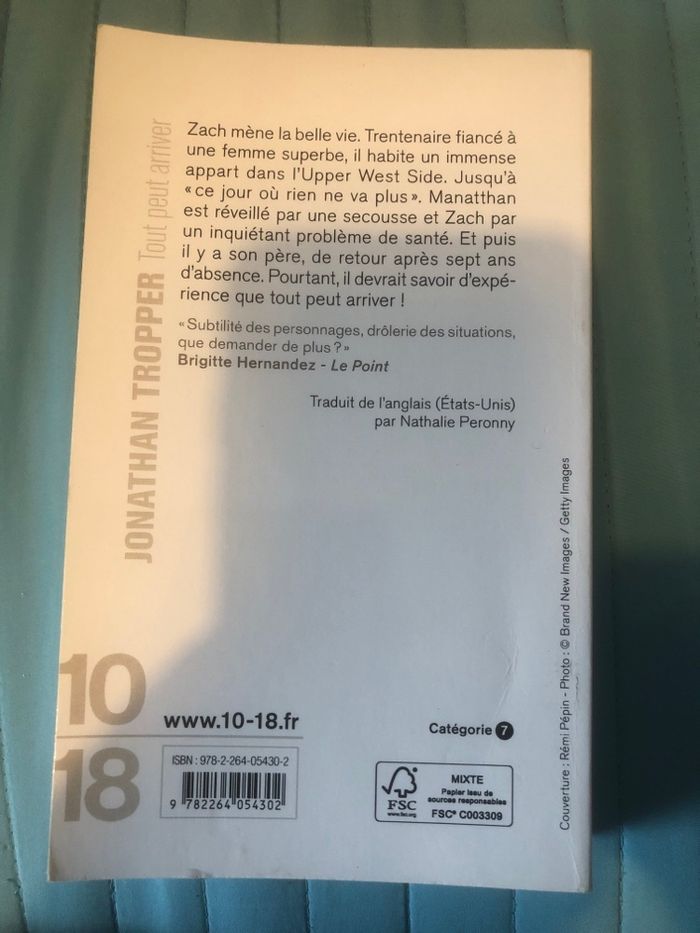 Zach mène la belle vie. Trentenaire fiancé à
une femme superbe, il habite un immense
appart dans l'Upper West Side. Jusqu'à
« ce jour où rien ne va plus ». Manatthan
est réveillé par une secousse et Zach par
un inquiétant problème de santé. Et puis
il y a son père, de retour après sept ans
d'absence. Pourtant, il devrait savoir d'expé-
rience que tout peut arriver !
« Subtilité des personnages, drôlerie des situations,
que demander de plus ? »
Brigitte Hernandez - Le Point
Traduit de l'anglais (États-Unis)
par Nathalie Peronny
JONATHAN TROPPER Tout peut arriver
10
18
www.10-18.fr
Catégorie 7
ISBN : 978-2-264-05430-2
9 782264 054302
FSC
www.fsc.org
MIXTE
Papier issu de
sources responsables
FSC® C003309
Couverture : Rémi Pépin - Photo : © Brand New Images / Getty Images